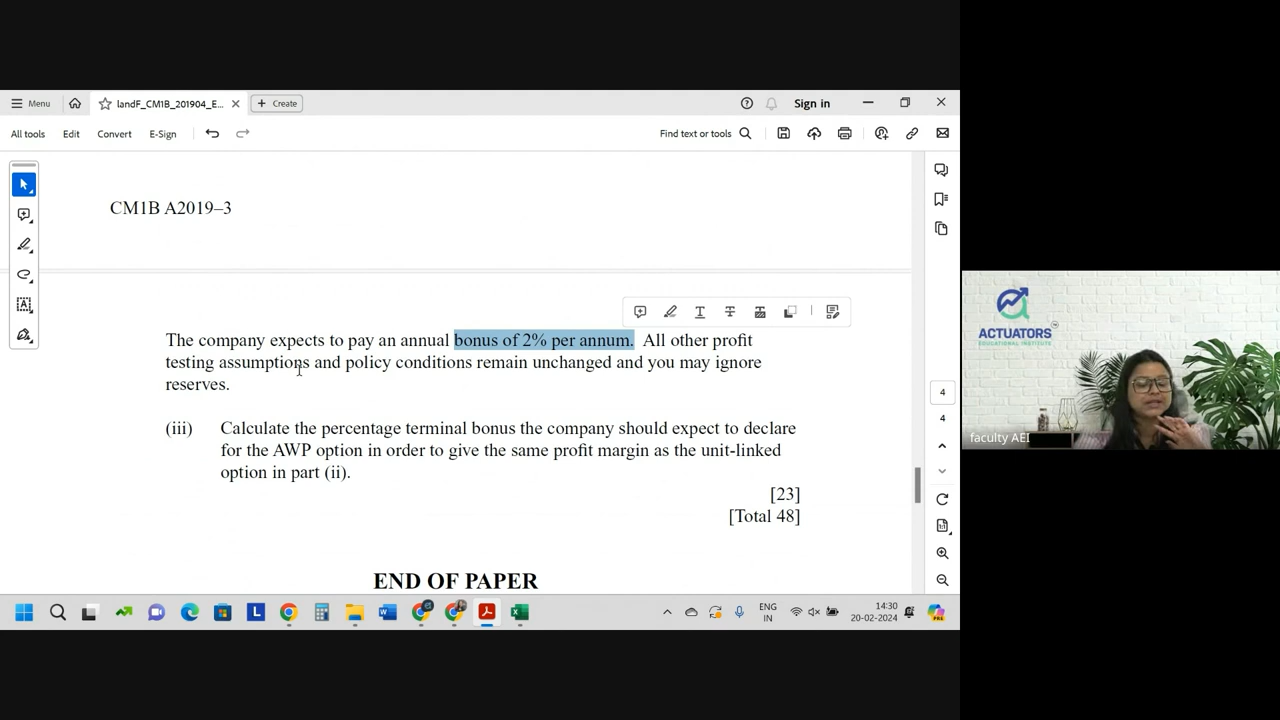 Menu
landF_CM1B_201904_E...
Create
Sign in
All tools
Edit
Convert
E-Sign
Find text or tools
CM1B A2019–3
The company expects to pay an annual bonus of 2% per annum. All other profit
testing assumptions and policy conditions remain unchanged and you may ignore
reserves.
(iii) Calculate the percentage terminal bonus the company should expect to declare
for the AWP option in order to give the same profit margin as the unit-linked
option in part (ii).
[23]
[Total 48]
END OF PAPER
4
4
ENG
IN
14:30
20-02-2024
ACTUATORS
EDUCATIONAL INSTITUTE
faculty AEI